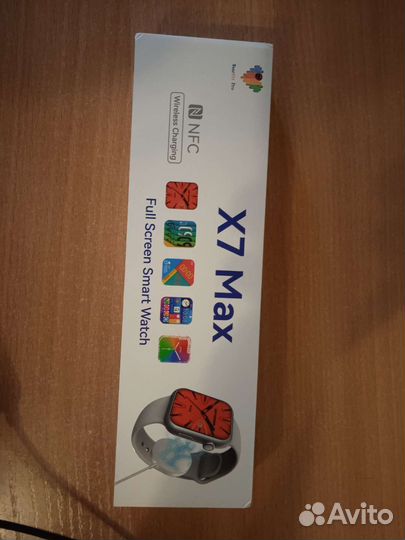 NFC
Wireless Charging
X7 Max
Full Screen Smart Watch
Avito